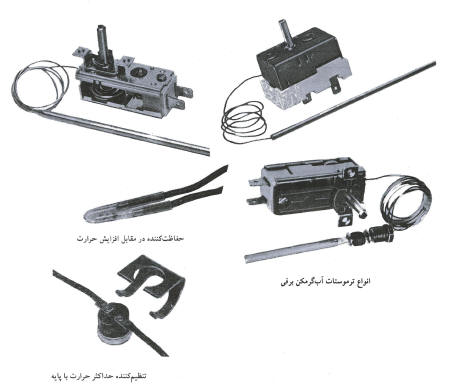 حفاظت‌کننده در مقابل افزایش حرارت
انواع ترموستات آب‌گرمکن برقی
تنظیم‌کننده حداکثر حرارت با پایه